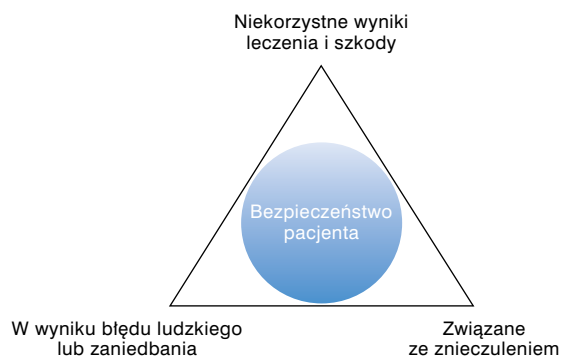 Niekorzystne wyniki
leczenia i szkody
Bezpieczeństwo
pacjenta
W wyniku błędu ludzkiego
lub zaniedbania
Związane
ze znieczuleniem